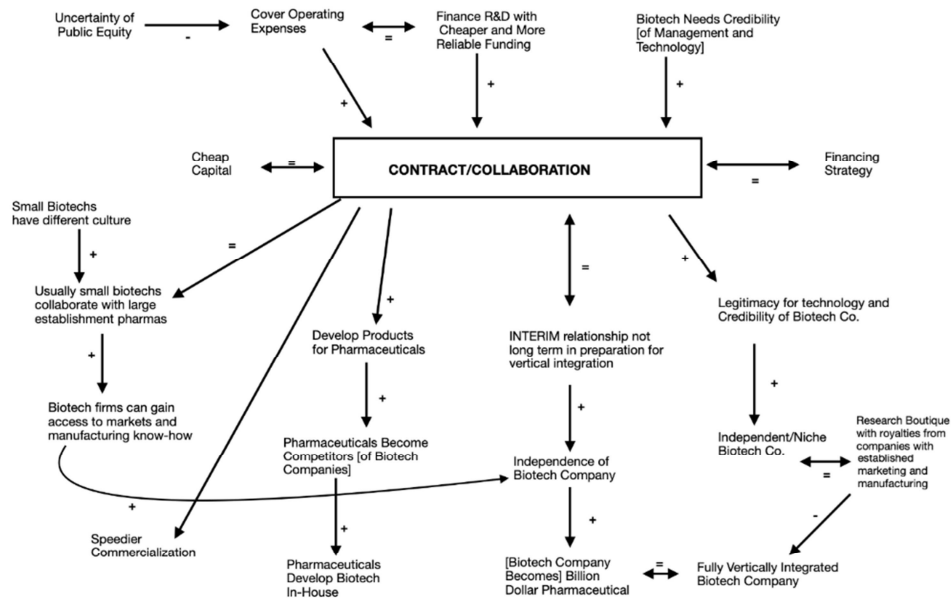 Uncertainty of
Public Equity
-
Cover Operating
Expenses
=
Finance R&D with
Cheaper and More
Reliable Funding
Biotech Needs Credibility
[of Management and
Technology]
+
+
+
Cheap
Capital
=
CONTRACT/COLLABORATION
=
Financing
Strategy
Small Biotechs
have different culture
+
=
=
+
Usually small biotechs
collaborate with large
establishment pharmas
+
Legitimacy for technology and
Credibility of Biotech Co.
Develop Products
for Pharmaceuticals
INTERIM relationship not
long term in preparation for
vertical integration
+
+
+
+
Biotech firms can gain
access to markets and
manufacturing know-how
Pharmaceuticals Become
Competitors [of Biotech
Companies]
Independence of
Biotech Company
Independent/Niche
Biotech Co.
=
Research Boutique
with royalties from
companies with
established
marketing and
manufacturing
+
+
+
-
Speedier
Commercialization
Pharmaceuticals
Develop Biotech
In-House
[Biotech Company
Becomes] Billion
Dollar Pharmaceutical
=
Fully Vertically Integrated
Biotech Company